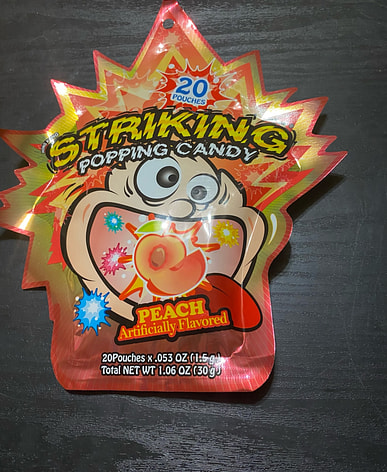 20
POUCHES
STRIKING
POPPING CANDY
PEACH
Artificially Flavored
20Pouches x .053 OZ (1.5 g)
Total NET WT 1.06 OZ (30 g)